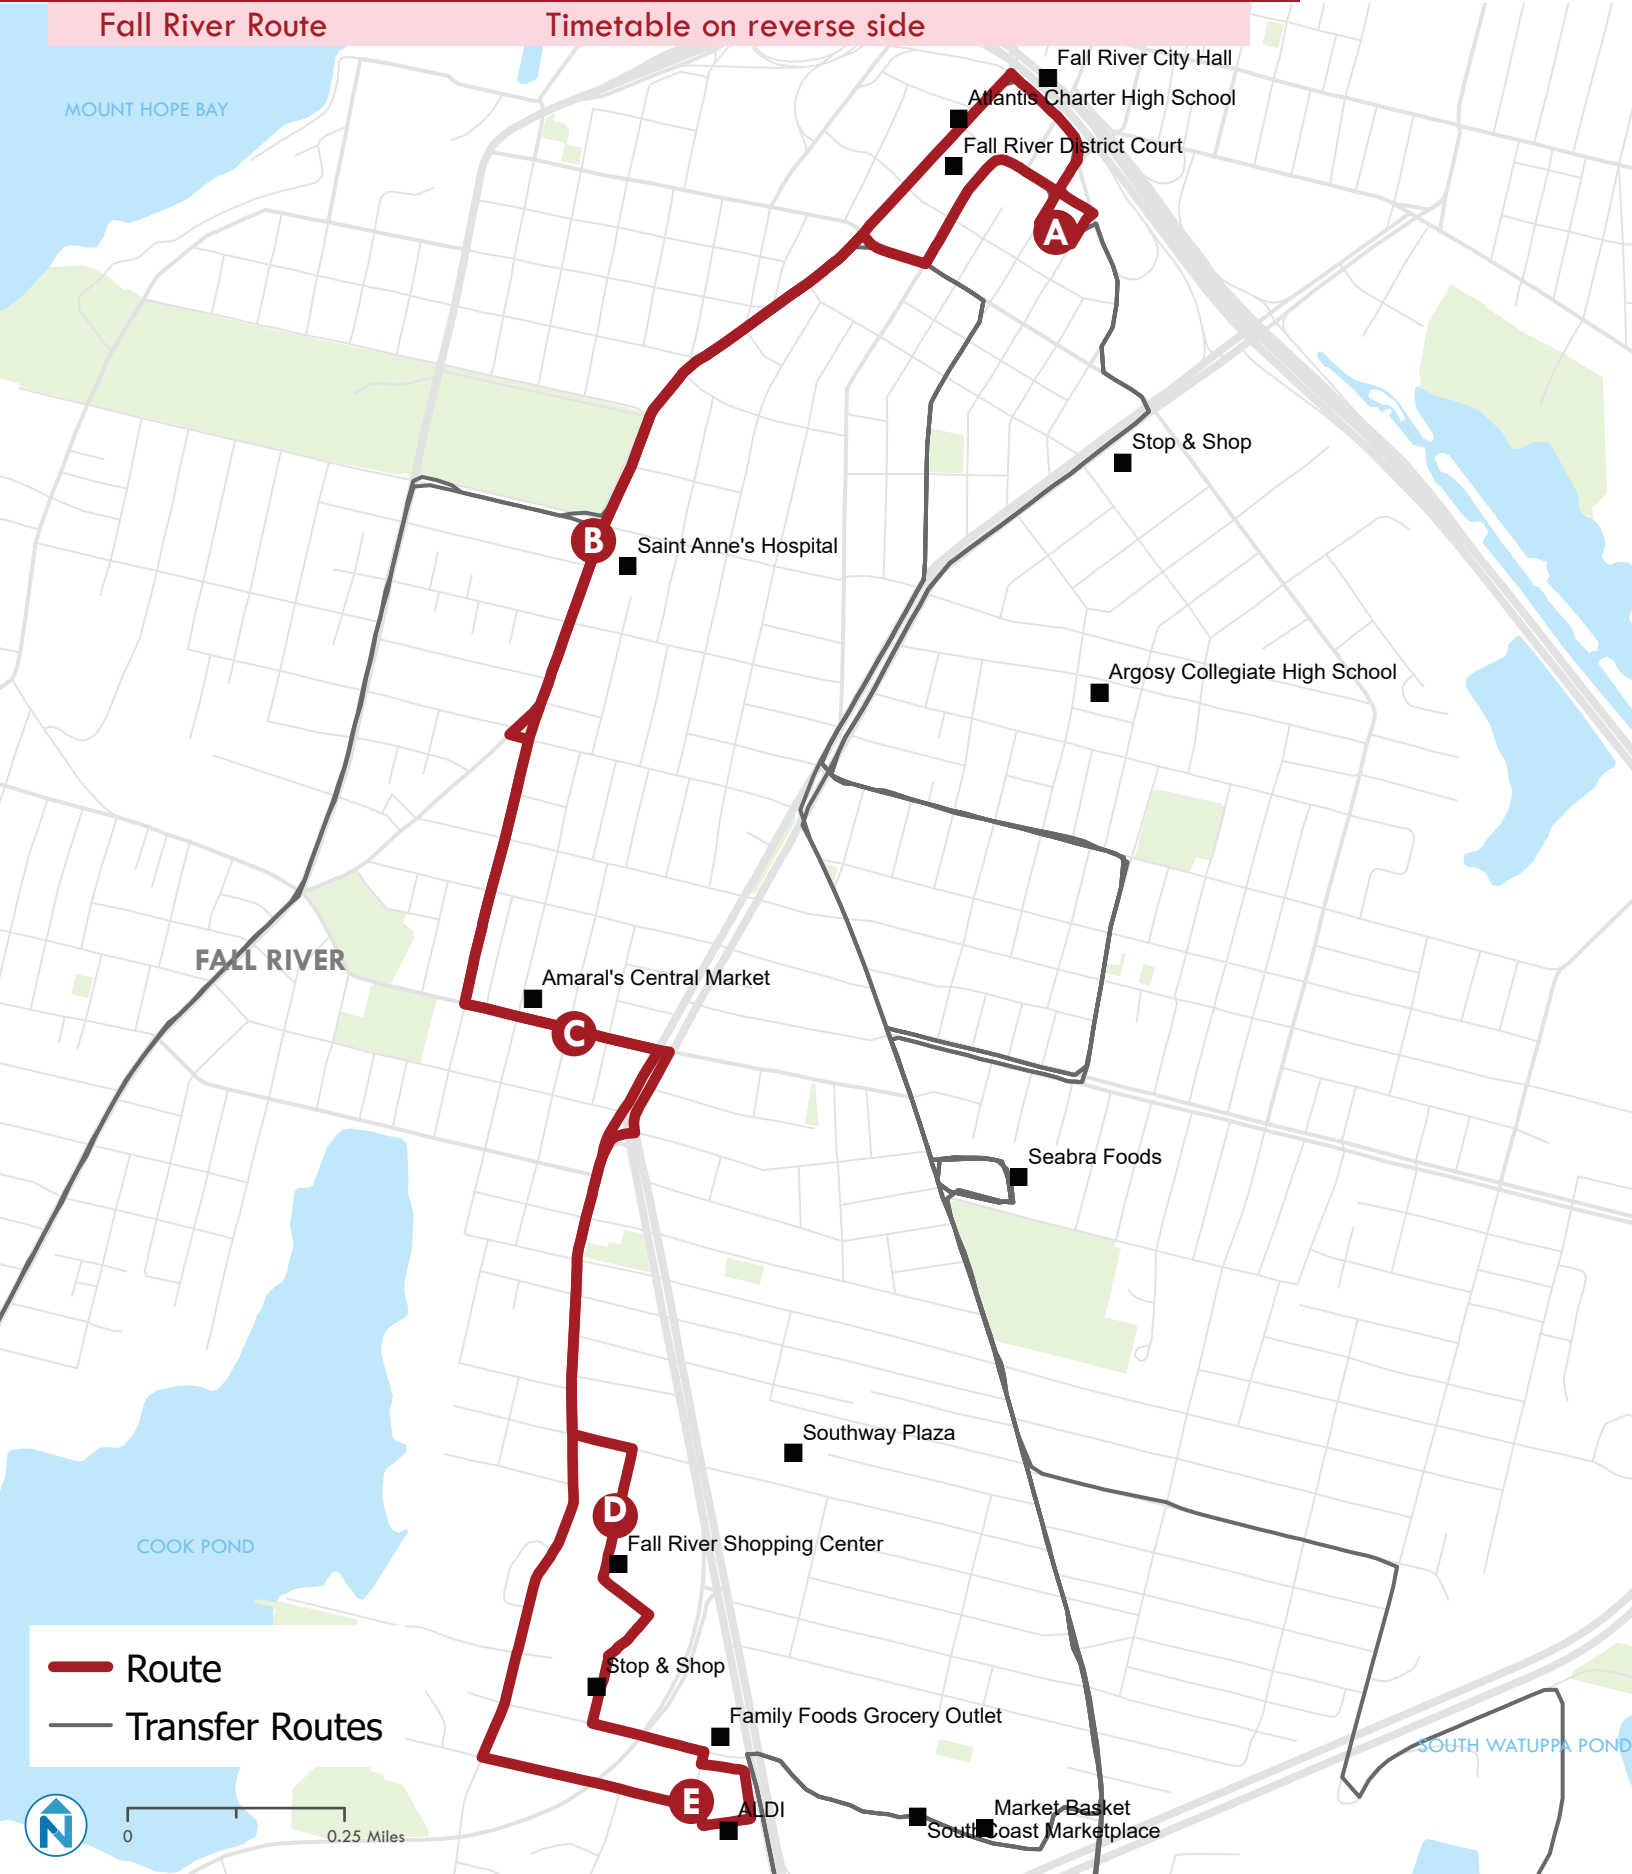 Fall River Route
Timetable on reverse side
Fall River City Hall
MOUNT HOPE BAY
Atlantis Charter High School
Fall River District Court
A
Stop & Shop
B
Saint Anne's Hospital
Argosy Collegiate High School
FALL RIVER
Amaral's Central Market
C
Seabra Foods
Southway Plaza
D
Fall River Shopping Center
COOK POND
Stop & Shop
Route
Transfer Routes
Family Foods Grocery Outlet
SOUTH WATUPPA POND
E
ALDI
Market Basket
SouthCoast Marketplace
N
0
0.25 Miles